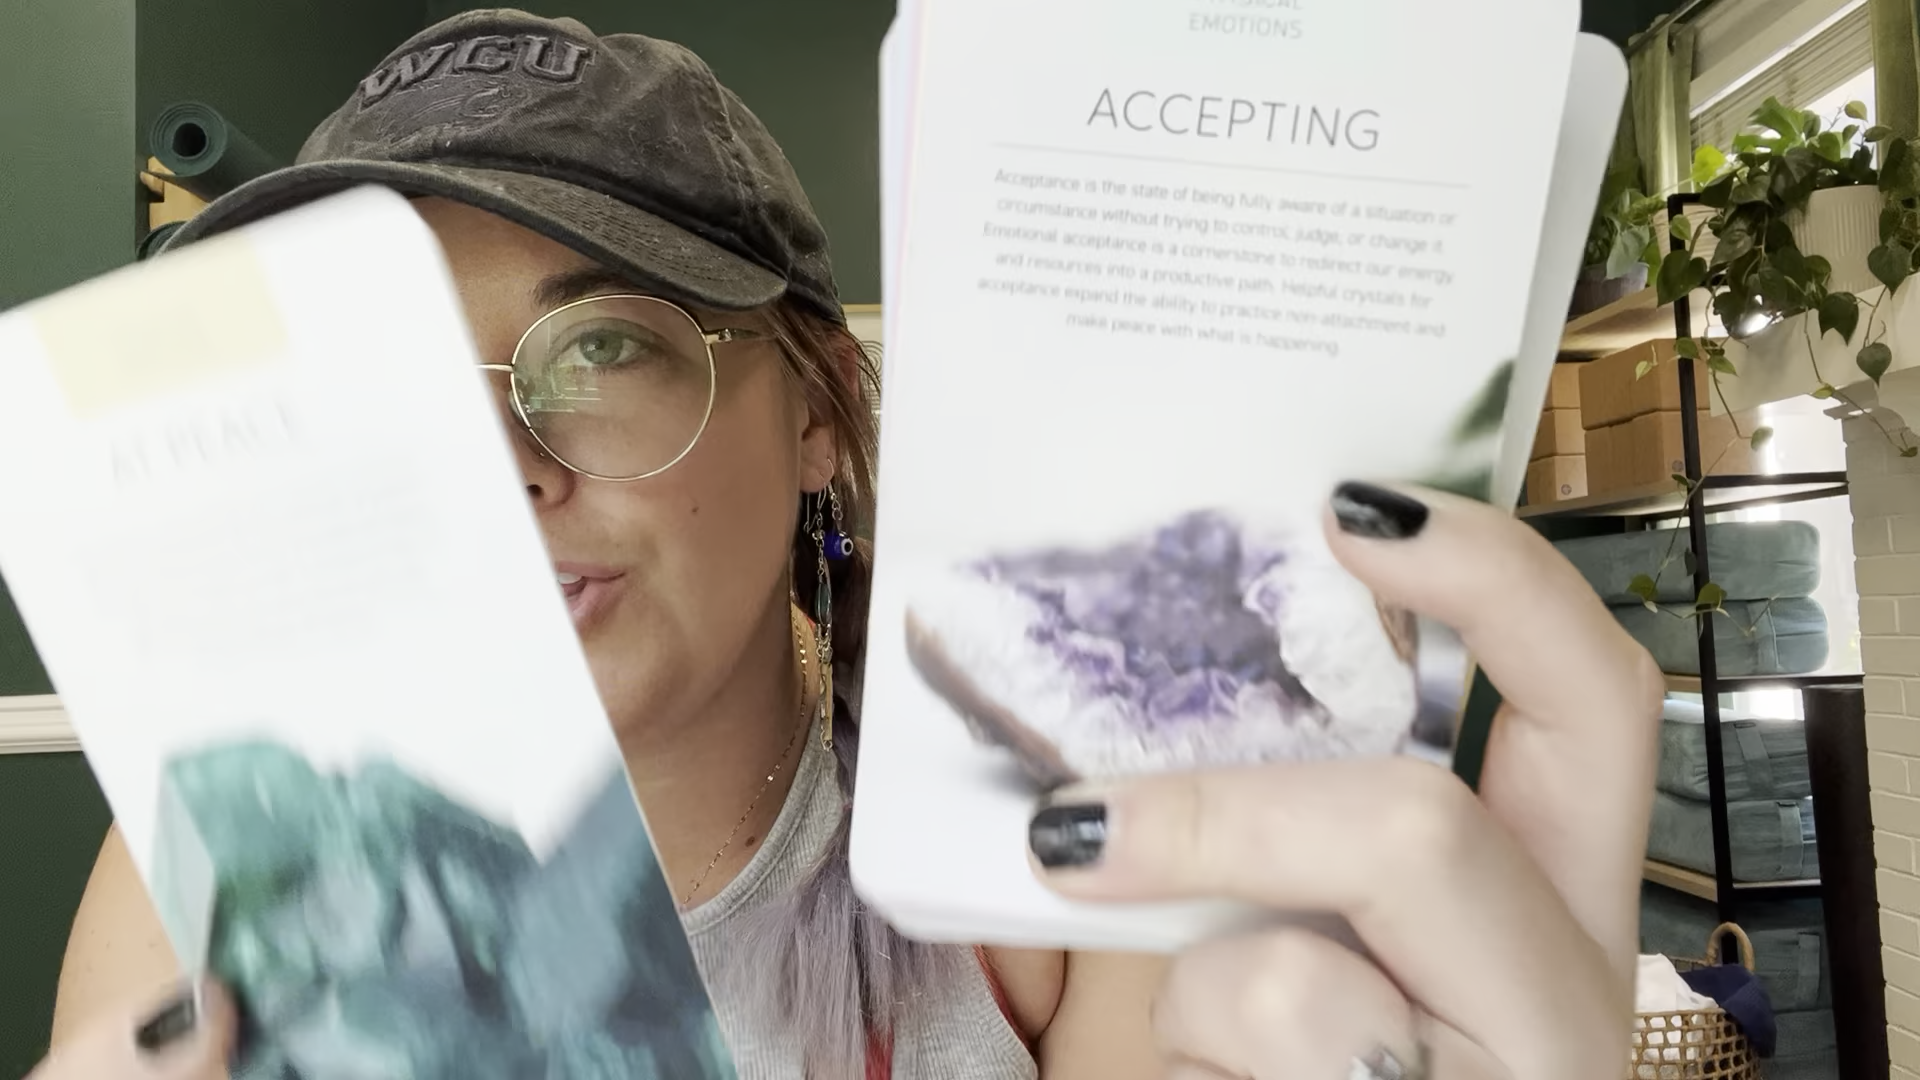 WCU
EMOTIONS
ACCEPTING
Acceptance is the state of being fully aware of a situation or
circumstance without trying to control, judge, or change it.
Emotional acceptance is a cornerstone to redirect our energy
and resources into a productive path. Helpful crystals for
acceptance expand the ability to practice non-attachment and
make peace with what is happening.
AT PEACE